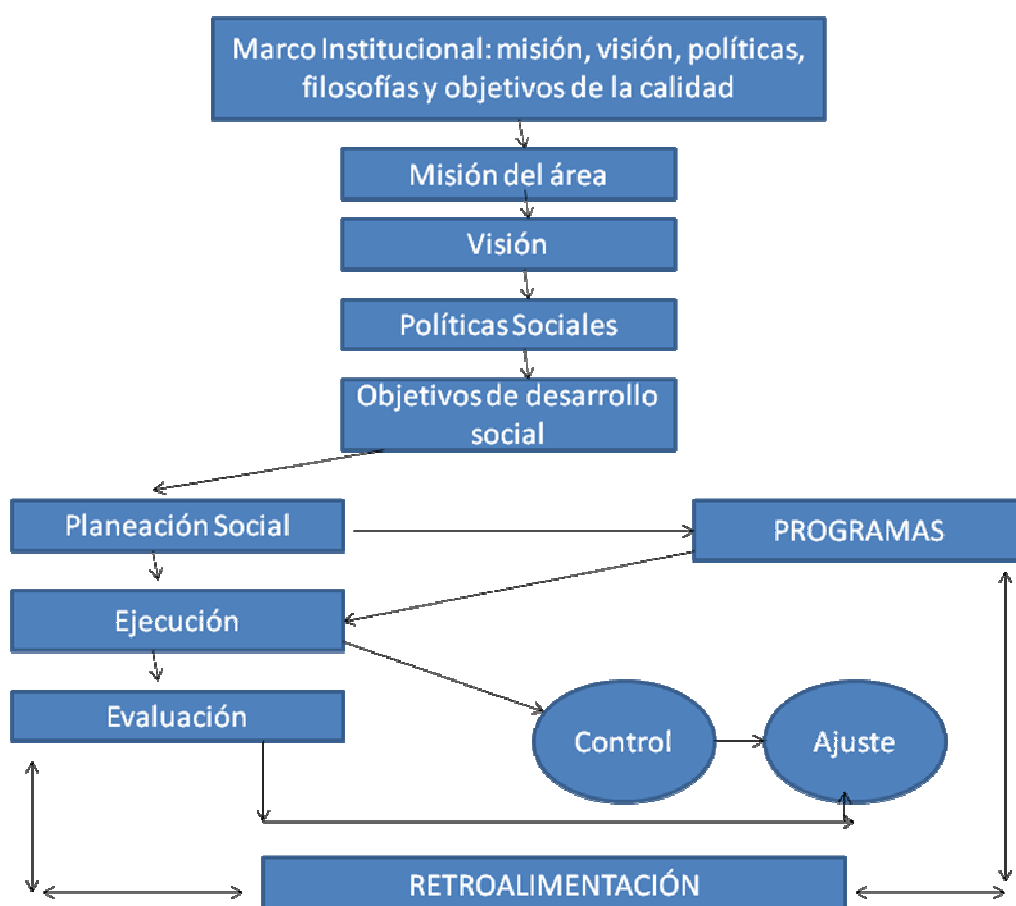 Marco Institucional: misión, visión, políticas,
filosofías y objetivos de la calidad
Misión del área
Visión
Políticas Sociales
Objetivos de desarrollo
social
Planeación Social
PROGRAMAS
Ejecución
Evaluación
Control
Ajuste
RETROALIMENTACIÓN